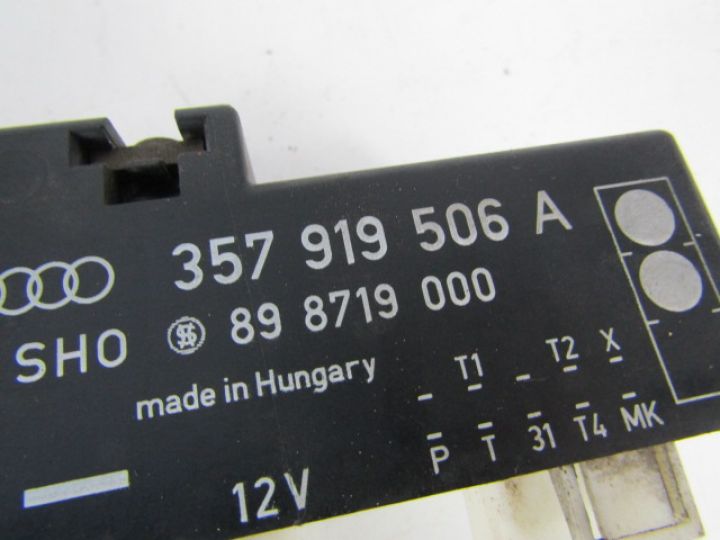 357 919 506 A
SHO 89 8719 000
made in Hungary
- T1 - T2 X
P T 31 T4 MK
12V